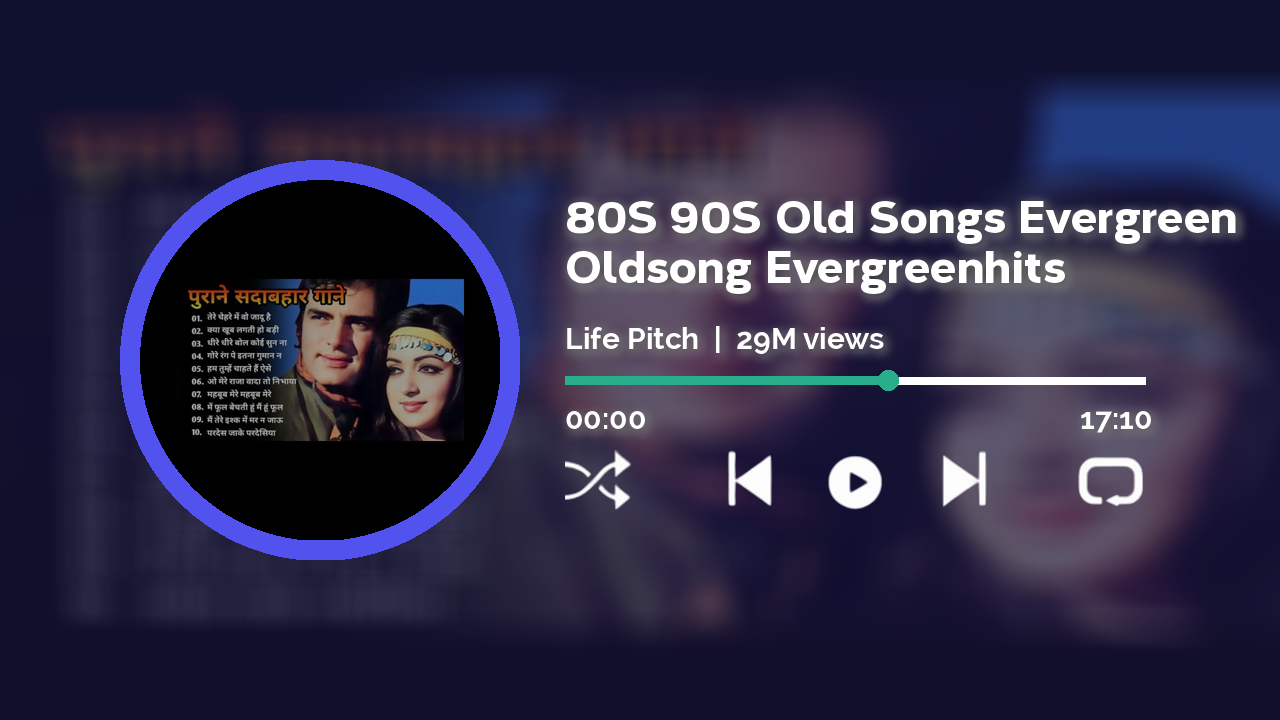 पुराने सदाबहार गाने
01. तेरे चेहरे में वो जादू है
02. क्या खूब लगती हो बड़ी
03. धीरे धीरे बोल कोई सुन ना
04. गोरे रंग पे इतना गुमान न
05. हम तुम्हें चाहते हैं ऐसे
06. ओ मेरे राजा वादा तो निभाया
07. महबूब मेरे महबूब मेरे
08. में फूल बेचती हूं मैं हूं फूल
09. मैं तेरे इश्क में मर न जाऊ
10. परदेस जाके परदेसिया
80S 90S Old Songs Evergreen
Oldsong Evergreenhits
Life Pitch | 29M views
00:00 17:10